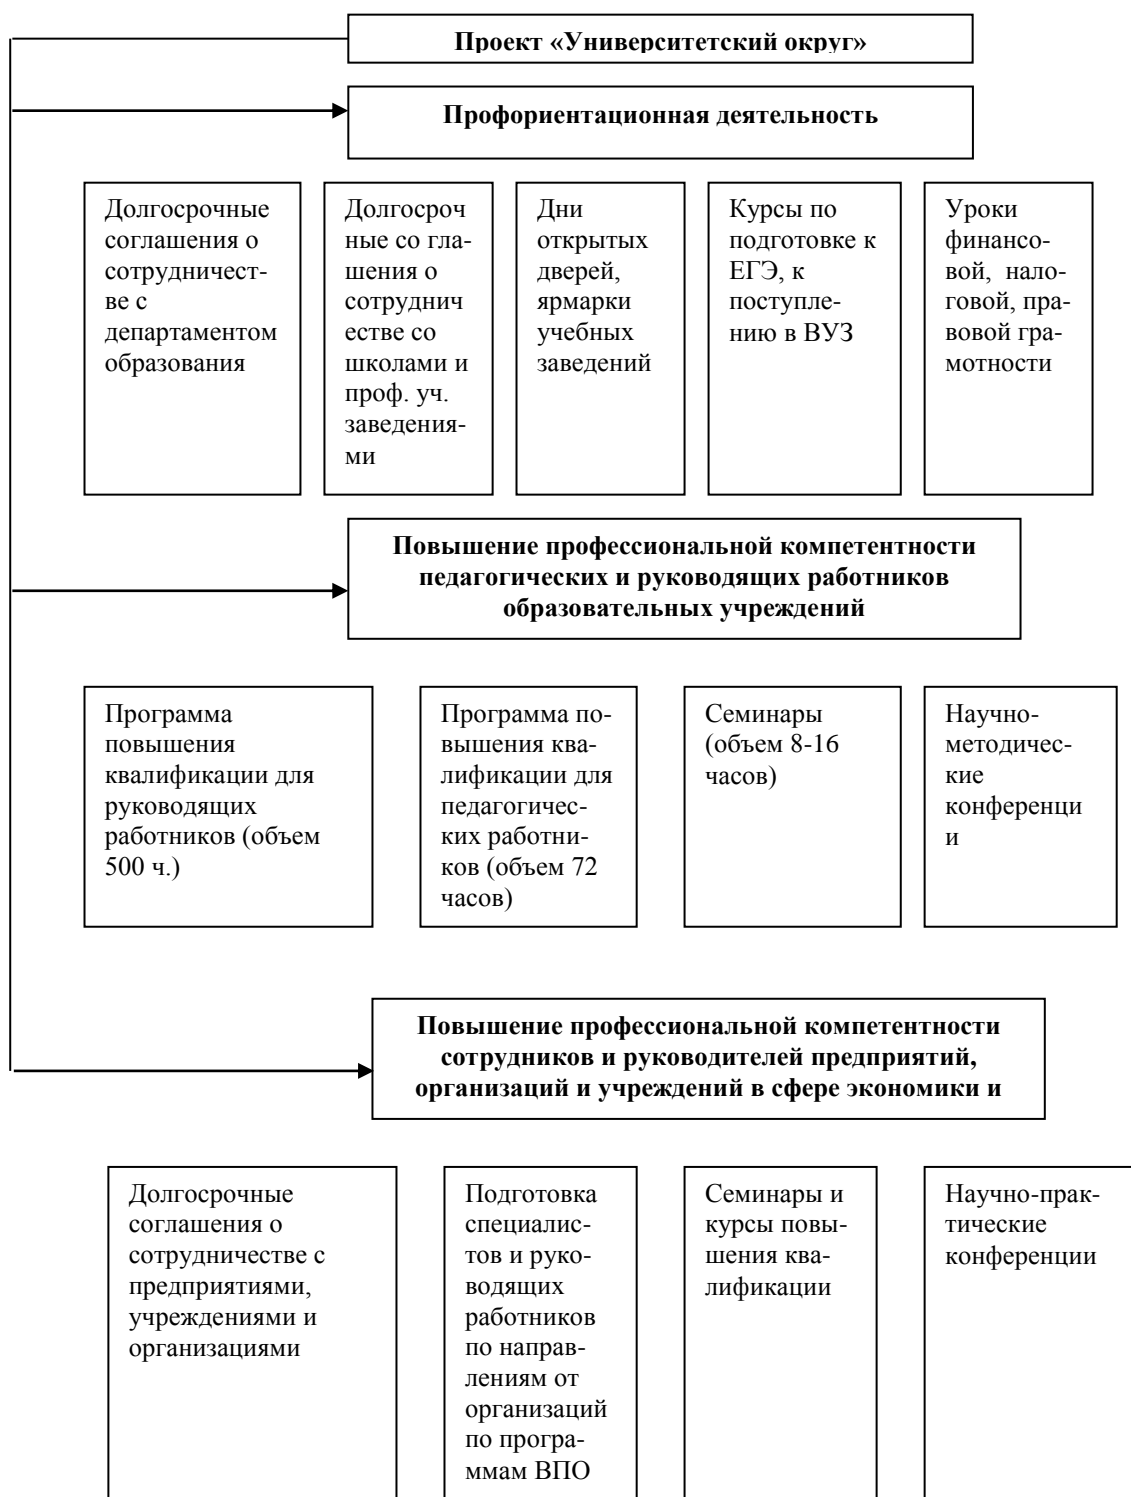 Проект «Университетский округ»
Профориентационная деятельность
Долгосрочные
соглашения о
сотрудничест-
ве с
департаментом
образования
Долгосроч
ные со гла-
шения о
сотруднич
естве со
школами и
проф. уч.
заведения-
ми
Дни
открытых
дверей,
ярмарки
учебных
заведений
Курсы по
подготовке к
ЕГЭ, к
поступле-
нию в ВУЗ
Уроки
финансо-
вой, нало-
говой, пра-
вовой гра-
мотности
Повышение профессиональной компетентности
педагогических и руководящих работников
образовательных учреждений
Программа
повышения
квалификации для
руководящих
работников (объем
500 ч.)
Программа по-
вышения ква-
лификации для
педагогичес-
ких работни-
ков (объем 72
часов)
Семинары
(объем 8-16
часов)
Научно-
методичес-
кие
конференци
и
Повышение профессиональной компетентности
сотрудников и руководителей предприятий,
организаций и учреждений в сфере экономики и
Долгосрочные
соглашения о
сотрудничестве с
предприятиями,
учреждениями и
организациями
Подготовка
специалис-
тов и руко-
водящих
работников
по направ-
лениям от
организаций
по програ-
ммам ВПО
Семинары и
курсы повы-
шения ква-
лификации
Научно-прак-
тические
конференции